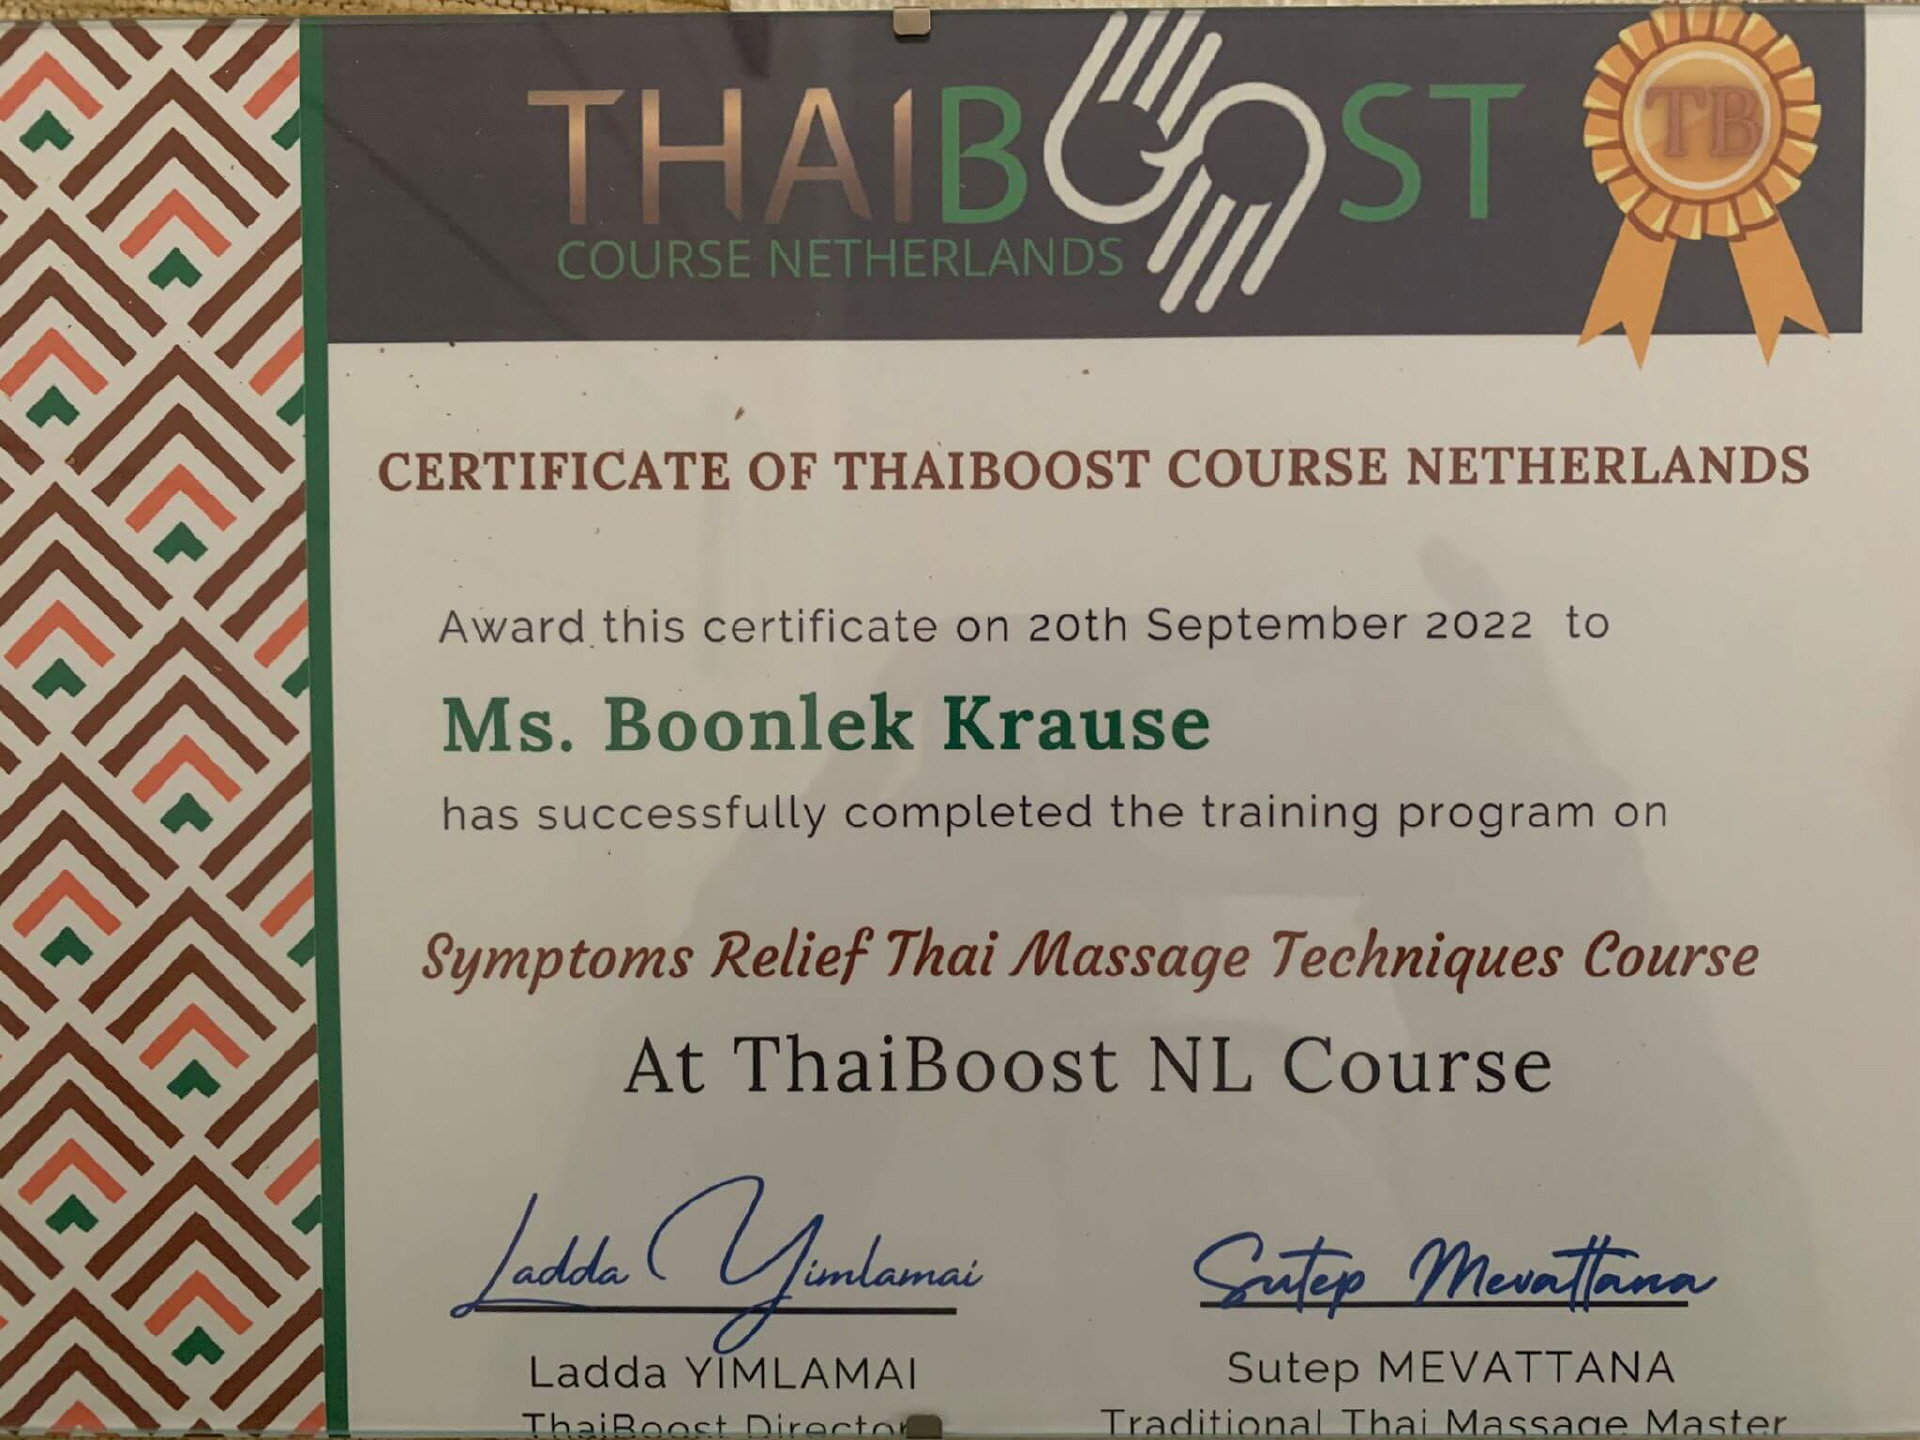 THAIBOOST
TB
COURSE NETHERLANDS
CERTIFICATE OF THAIBOOST COURSE NETHERLANDS
Award this certificate on 20th September 2022 to
Ms. Boonlek Krause
has successfully completed the training program on
Symptoms Relief Thai Massage Techniques Course
At ThaiBoost NL Course
Ladda Yimlamai
Sutep Mevattana
Ladda YIMLAMAI
Sutep MEVATTANA
ThaiBoost Director
Traditional Thai Massage Master